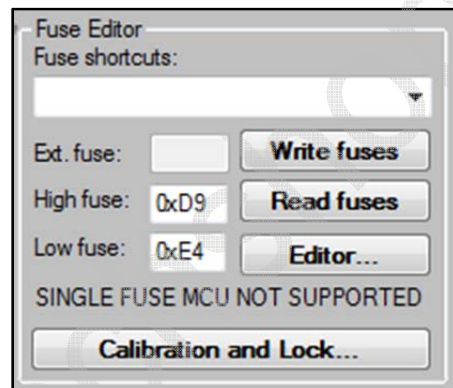 Fuse Editor
Fuse shortcuts:
Ext. fuse:
Write fuses
High fuse: 0xD9
Read fuses
Low fuse: 0xE4
Editor...
SINGLE FUSE MCU NOT SUPPORTED
Calibration and Lock...